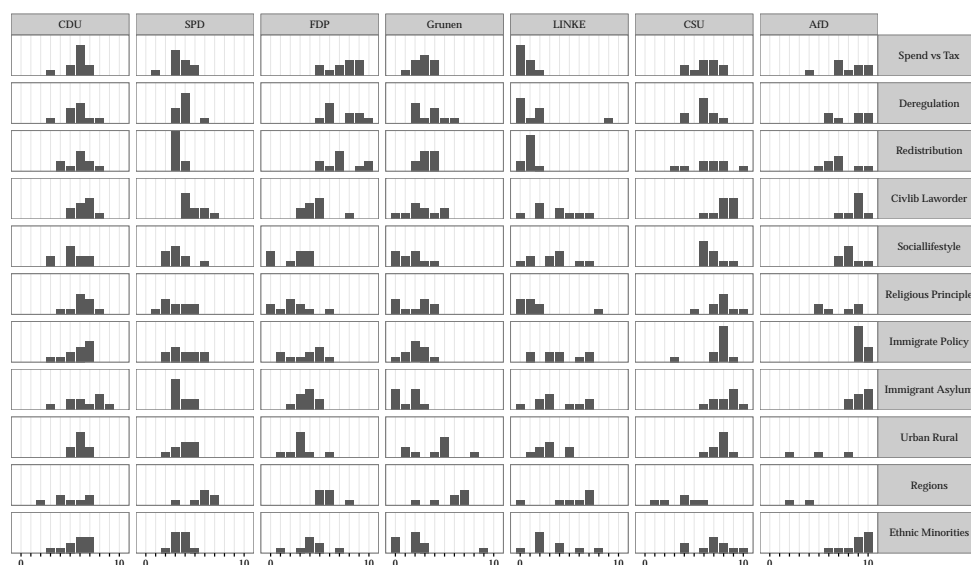 CDU SPD FDP Grunen LINKE CSU AfD
Spend vs Tax
Deregulation
Redistribution
Civlib Laworder
Sociallifestyle
Religious Principle
Immigrate Policy
Immigrant Asylum
Urban Rural
Regions
Ethnic Minorities
0 10 0 10 0 10 0 10 0 10 0 10 0 10